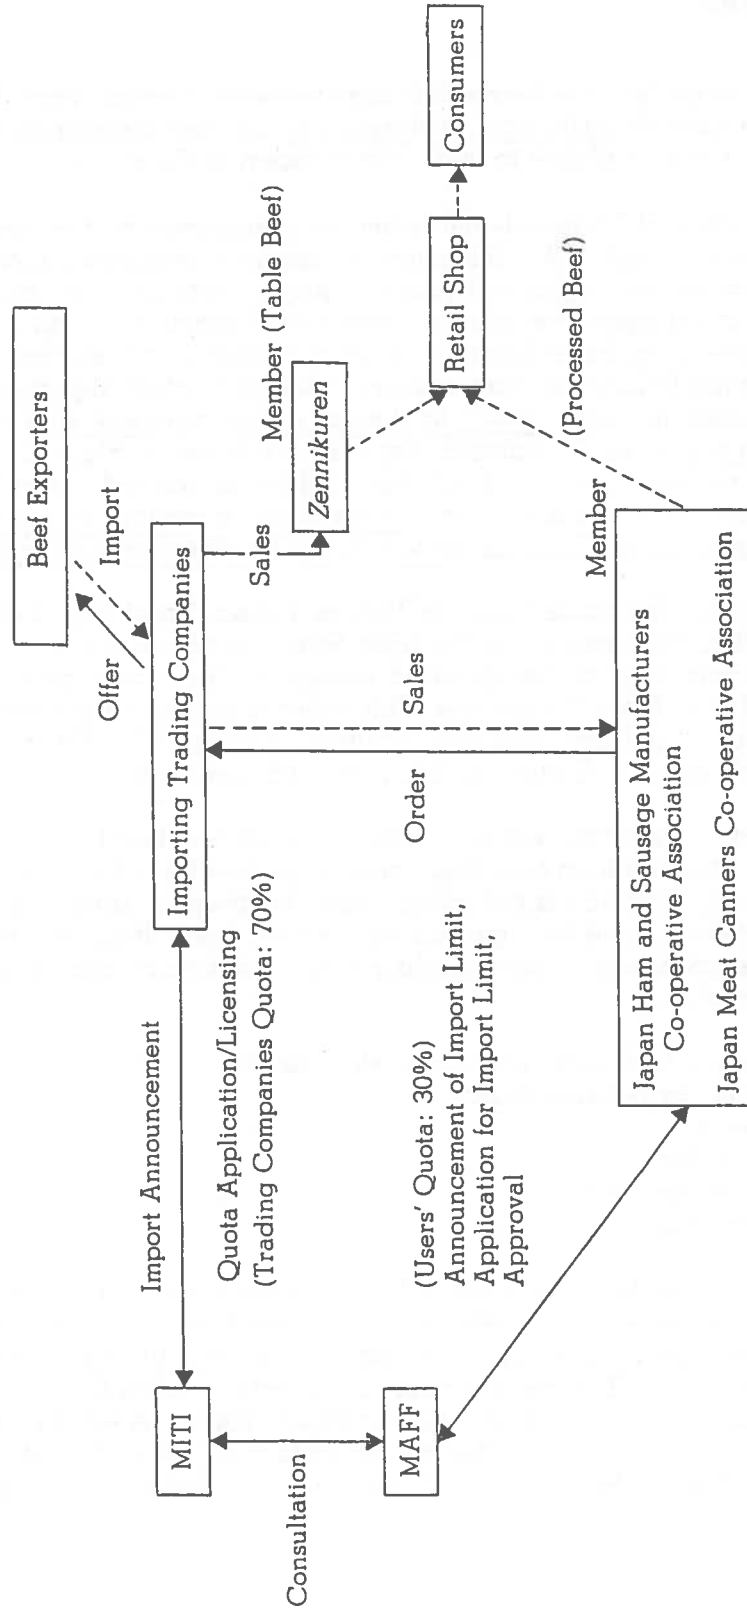 Beef Exporters
Offer
Import
Import Announcement
MITI
Importing Trading Companies
Quota Application/Licensing
(Trading Companies Quota: 70%)
Sales
Member (Table Beef)
Zennikuren
Consultation
MAFF
(Users' Quota: 30%)
Announcement of Import Limit,
Application for Import Limit,
Approval
Order
Sales
Retail Shop
Consumers
(Processed Beef)
Member
Japan Ham and Sausage Manufacturers
Co-operative Association
Japan Meat Canners Co-operative Association